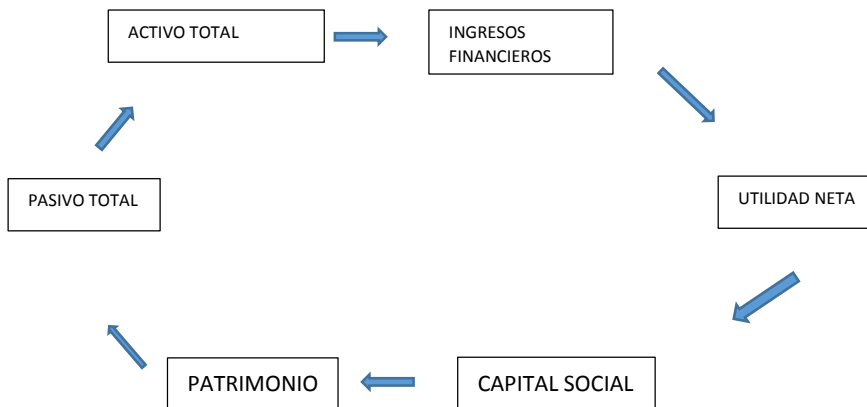 ACTIVO TOTAL
INGRESOS
FINANCIEROS
UTILIDAD NETA
CAPITAL SOCIAL
PATRIMONIO
PASIVO TOTAL